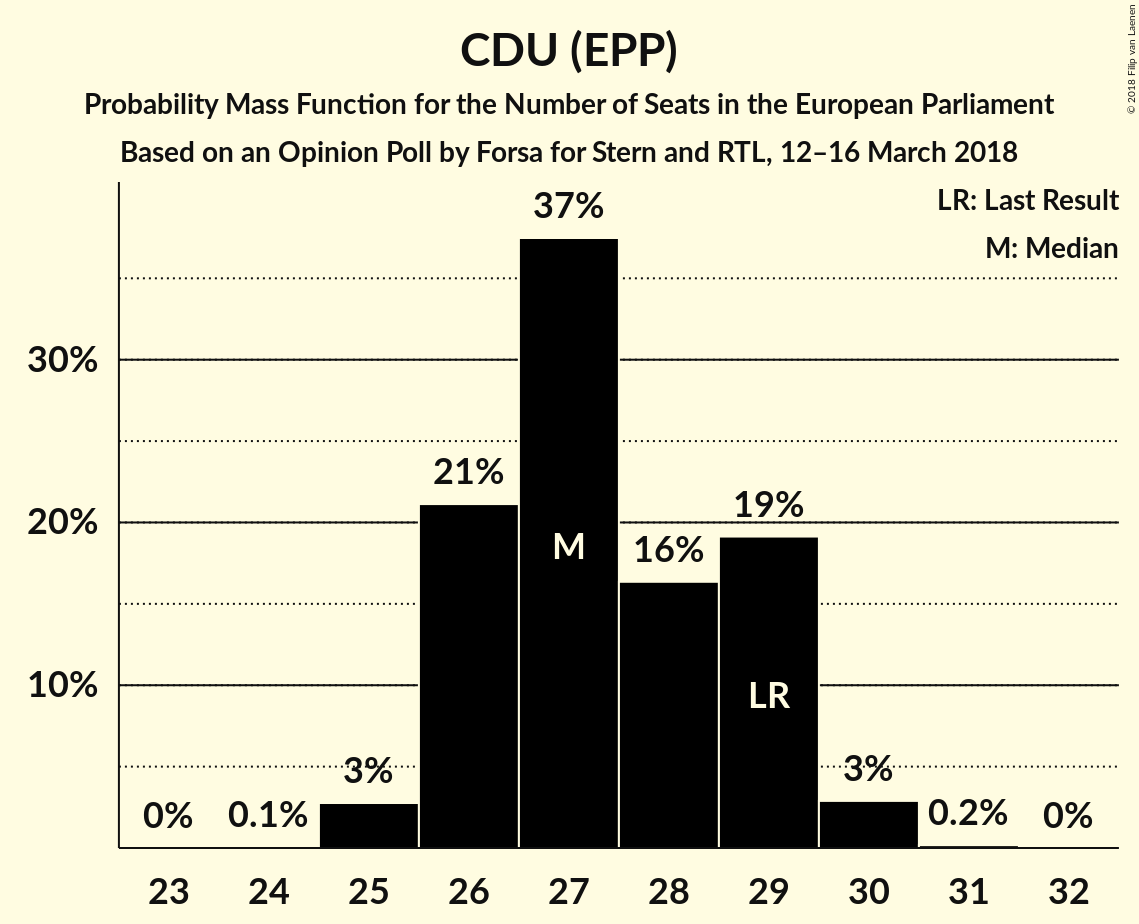 CDU (EPP)
Probability Mass Function for the Number of Seats in the European Parliament
Based on an Opinion Poll by Forsa for Stern and RTL, 12–16 March 2018
© 2018 Filip van Laenen
LR: Last Result
M: Median
37%
30%
21%
20%
19%
16%
M
10%
LR
3%
3%
0%
0.1%
0.2%
0%
23 24 25 26 27 28 29 30 31 32